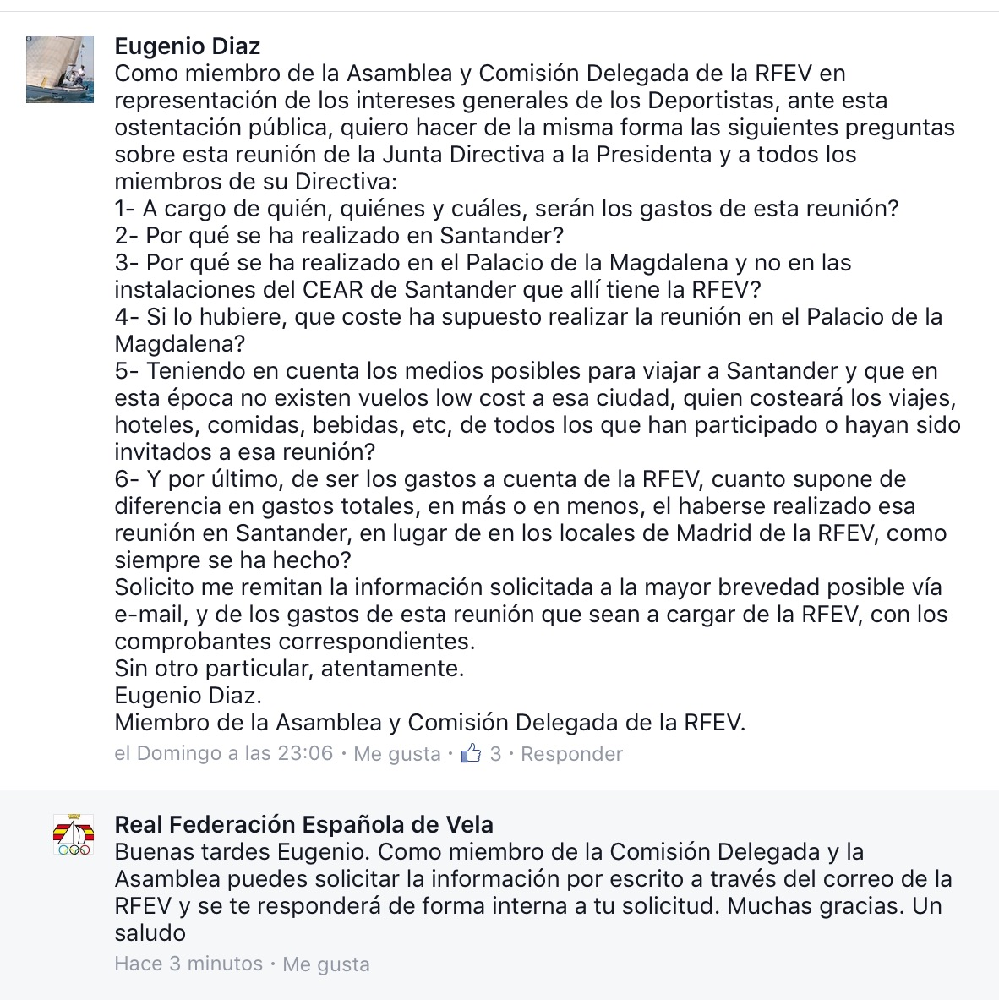 Eugenio Diaz
Como miembro de la Asamblea y Comisión Delegada de la RFEV en
representación de los intereses generales de los Deportistas, ante esta
ostentación pública, quiero hacer de la misma forma las siguientes preguntas
sobre esta reunión de la Junta Directiva a la Presidenta y a todos los
miembros de su Directiva:
1- A cargo de quién, quiénes y cuáles, serán los gastos de esta reunión?
2- Por qué se ha realizado en Santander?
3- Por qué se ha realizado en el Palacio de la Magdalena y no en las
instalaciones del CEAR de Santander que allí tiene la RFEV?
4- Si lo hubiere, que coste ha supuesto realizar la reunión en el Palacio de la
Magdalena?
5- Teniendo en cuenta los medios posibles para viajar a Santander y que en
esta época no existen vuelos low cost a esa ciudad, quien costeará los viajes,
hoteles, comidas, bebidas, etc, de todos los que han participado o hayan sido
invitados a esa reunión?
6- Y por último, de ser los gastos a cuenta de la RFEV, cuanto supone de
diferencia en gastos totales, en más o en menos, el haberse realizado esa
reunión en Santander, en lugar de en los locales de Madrid de la RFEV, como
siempre se ha hecho?
Solicito me remitan la información solicitada a la mayor brevedad posible vía
e-mail, y de los gastos de esta reunión que sean a cargar de la RFEV, con los
comprobantes correspondientes.
Sin otro particular, atentamente.
Eugenio Diaz.
Miembro de la Asamblea y Comisión Delegada de la RFEV.
el Domingo a las 23:06 · Me gusta · 3 · Responder
Real Federación Española de Vela
Buenas tardes Eugenio. Como miembro de la Comisión Delegada y la
Asamblea puedes solicitar la información por escrito a través del correo de la
RFEV y se te responderá de forma interna a tu solicitud. Muchas gracias. Un
saludo
Hace 3 minutos · Me gusta